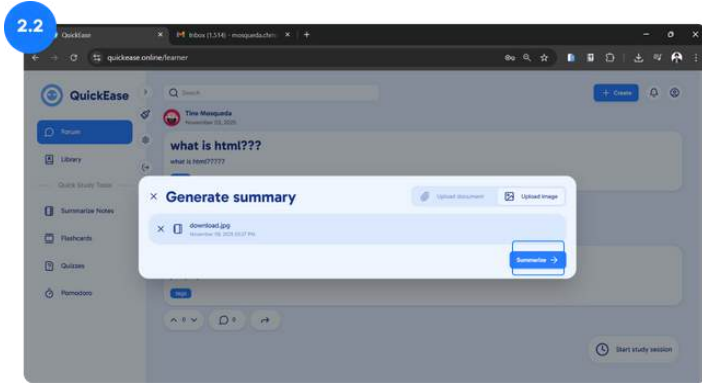 2.2
QuickEase
Inbox (1,514) - mosqueda.chris
quickease.online/learner
QuickEase
Search
Create
Tino Mosqueda
November 03, 2025
Forum
what is html???
what is html?????
Library
Quick Study Tools
Generate summary
Upload document
Upload image
Summarize Notes
download.jpg
Flashcards
Summarize
Quizzes
Pomodoro
Start study session